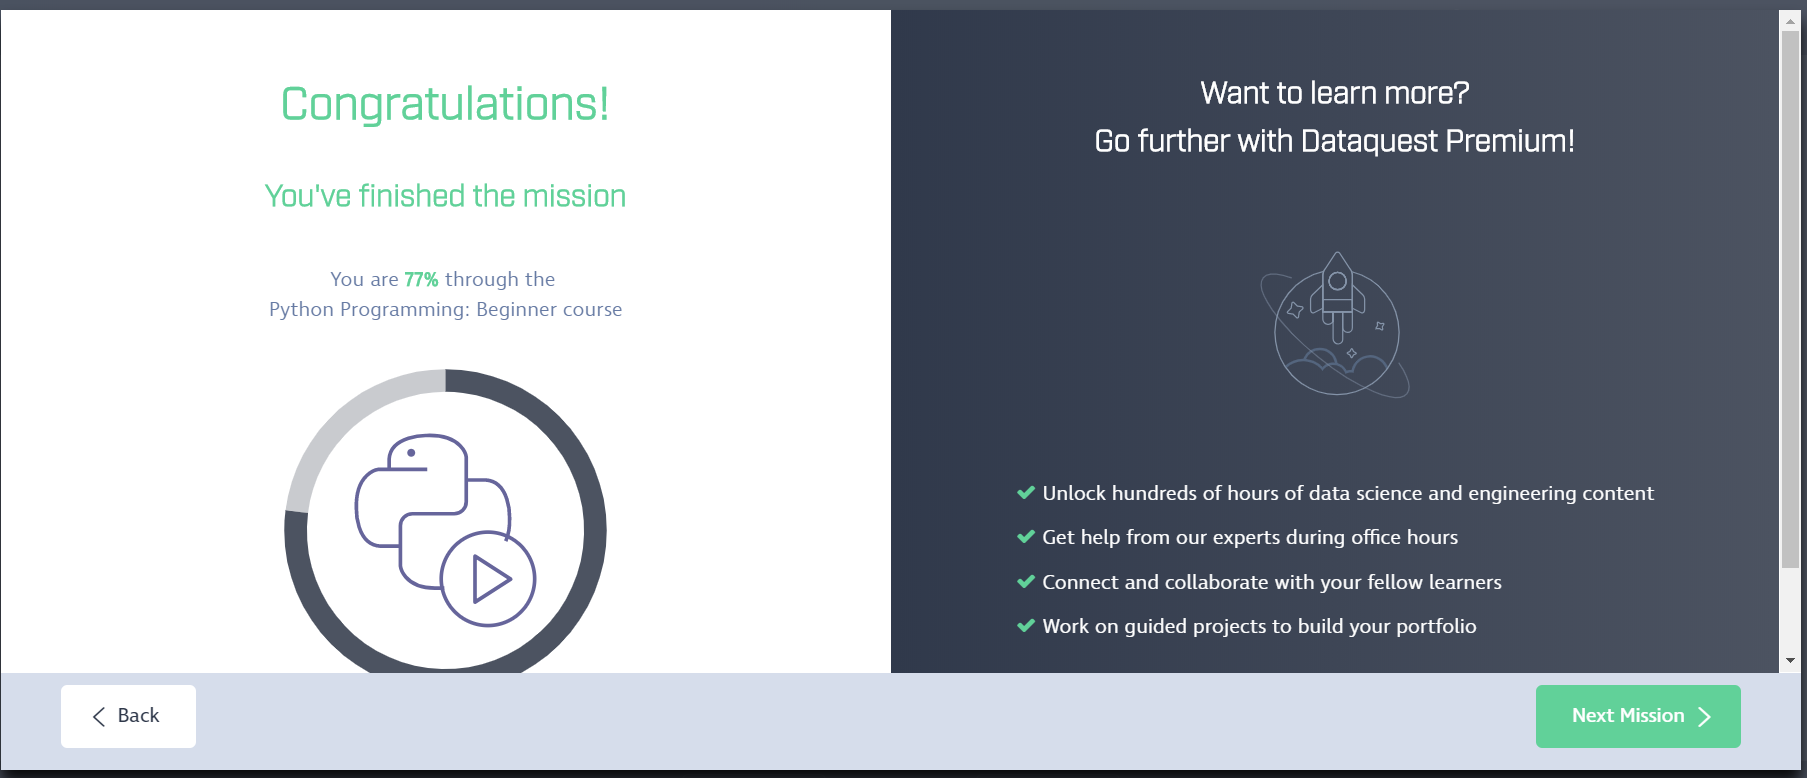 Congratulations!
You've finished the mission
You are 77% through the
Python Programming: Beginner course
Want to learn more?
Go further with Dataquest Premium!
Unlock hundreds of hours of data science and engineering content
Get help from our experts during office hours
Connect and collaborate with your fellow learners
Work on guided projects to build your portfolio
Back
Next Mission